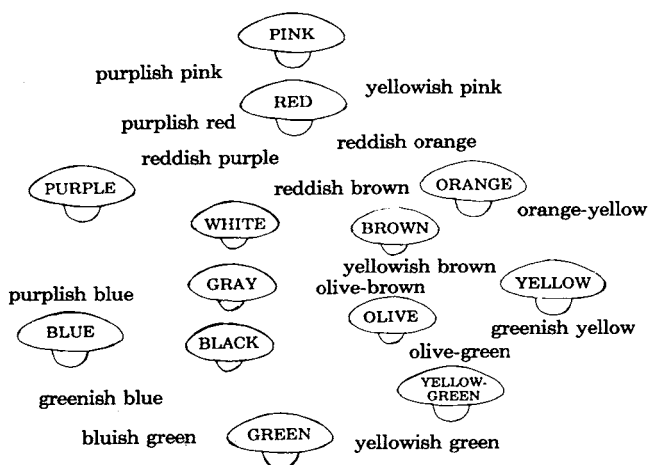 PINK
purplish pink
yellowish pink
RED
purplish red
reddish orange
reddish purple
PURPLE
reddish brown
ORANGE
orange-yellow
WHITE
BROWN
yellowish brown
GRAY
olive-brown
YELLOW
purplish blue
BLUE
OLIVE
greenish yellow
BLACK
olive-green
YELLOW-
GREEN
greenish blue
bluish green
GREEN
yellowish green